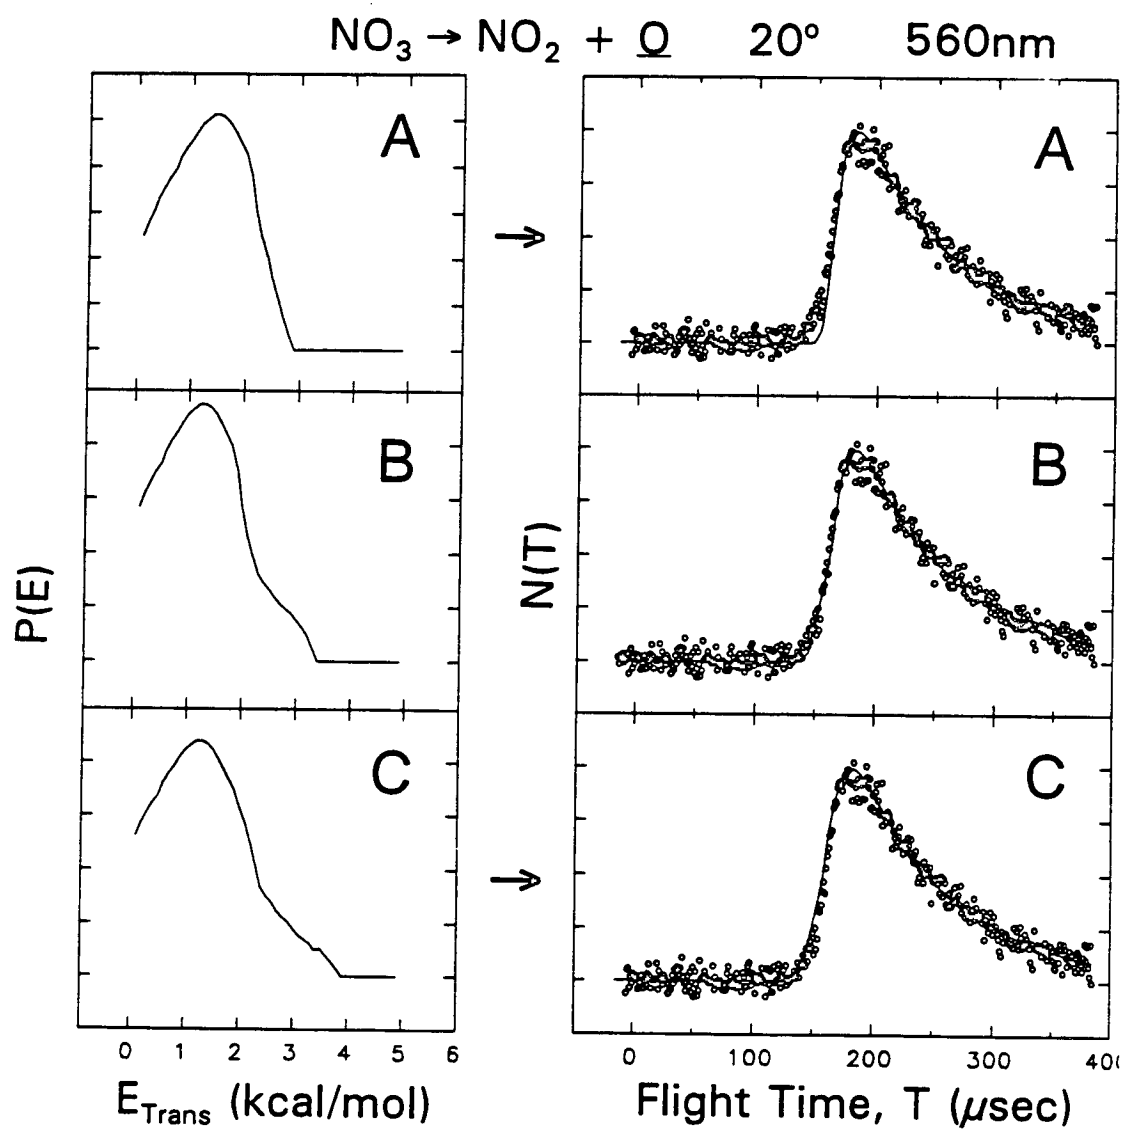 NO3 → NO2 + O 20° 560nm
A
A
B
B
C
C
P(E)
N(T)
0 1 2 3 4 5 6
0 100 200 300 40
ETrans (kcal/mol)
Flight Time, T (μsec)